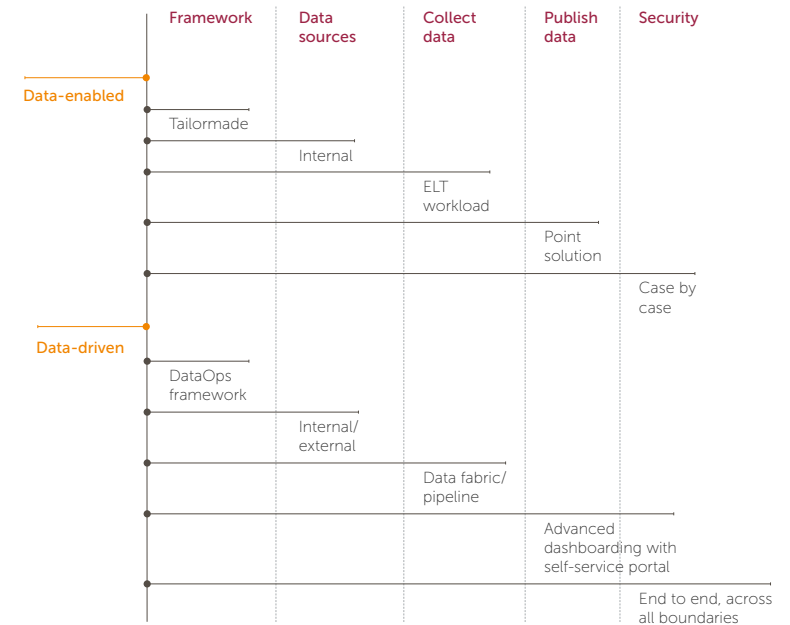 Framework
Data
sources
Collect
data
Publish
data
Security
Data-enabled
Tailormade
Internal
ELT
workload
Point
solution
Case by
case
Data-driven
DataOps
framework
Internal/
external
Data fabric/
pipeline
Advanced
dashboarding with
self-service portal
End to end, across
all boundaries